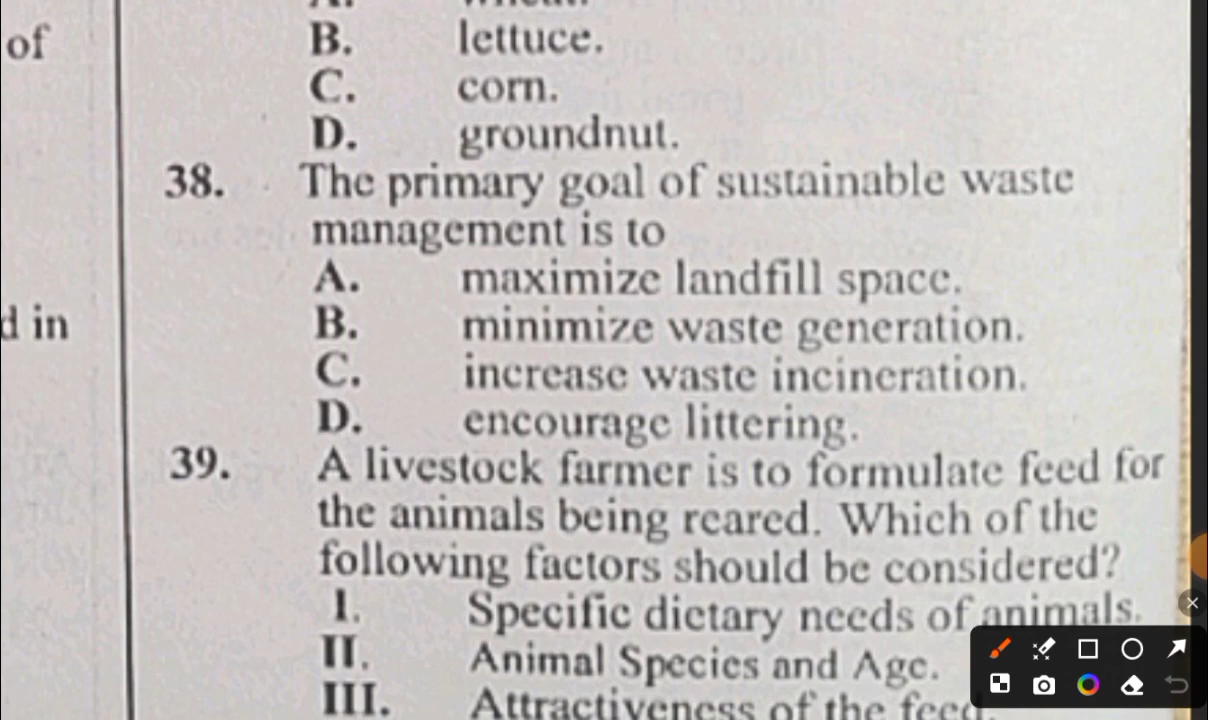 of
B. lettuce.
C. corn.
D. groundnut.
38. The primary goal of sustainable waste
management is to
A. maximize landfill space.
d in
B. minimize waste generation.
C. increase waste incineration.
D. encourage littering.
39. A livestock farmer is to formulate feed for
the animals being reared. Which of the
following factors should be considered?
I. Specific dietary needs of animals.
II. Animal Species and Age.
III. Attractiveness of the feed.